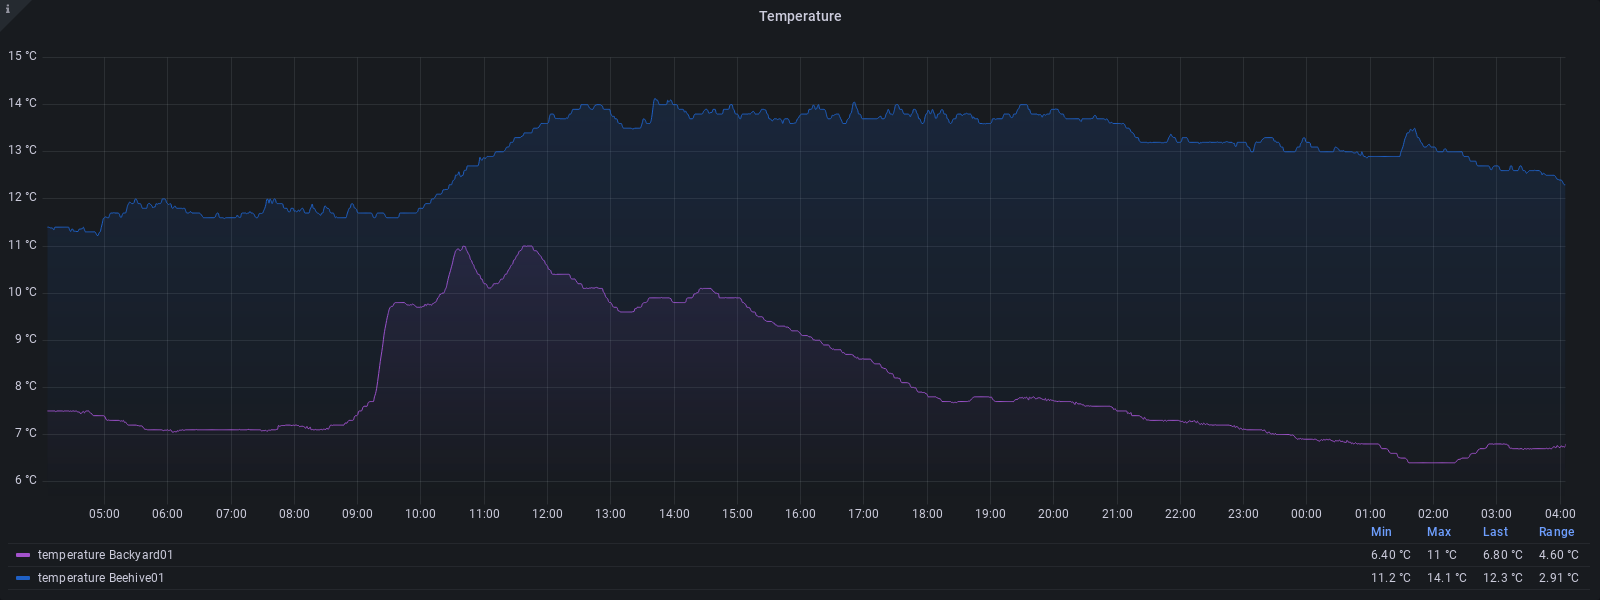 i
Temperature
15 °C
14 °C
13 °C
12 °C
11 °C
10 °C
9 °C
8 °C
7 °C
6 °C
05:00 06:00 07:00 08:00 09:00 10:00 11:00 12:00 13:00 14:00 15:00 16:00 17:00 18:00 19:00 20:00 21:00 22:00 23:00 00:00 01:00 02:00 03:00 04:00
Min Max Last Range
temperature Backyard01 6.40 °C 11 °C 6.80 °C 4.60 °C
temperature Beehive01 11.2 °C 14.1 °C 12.3 °C 2.91 °C